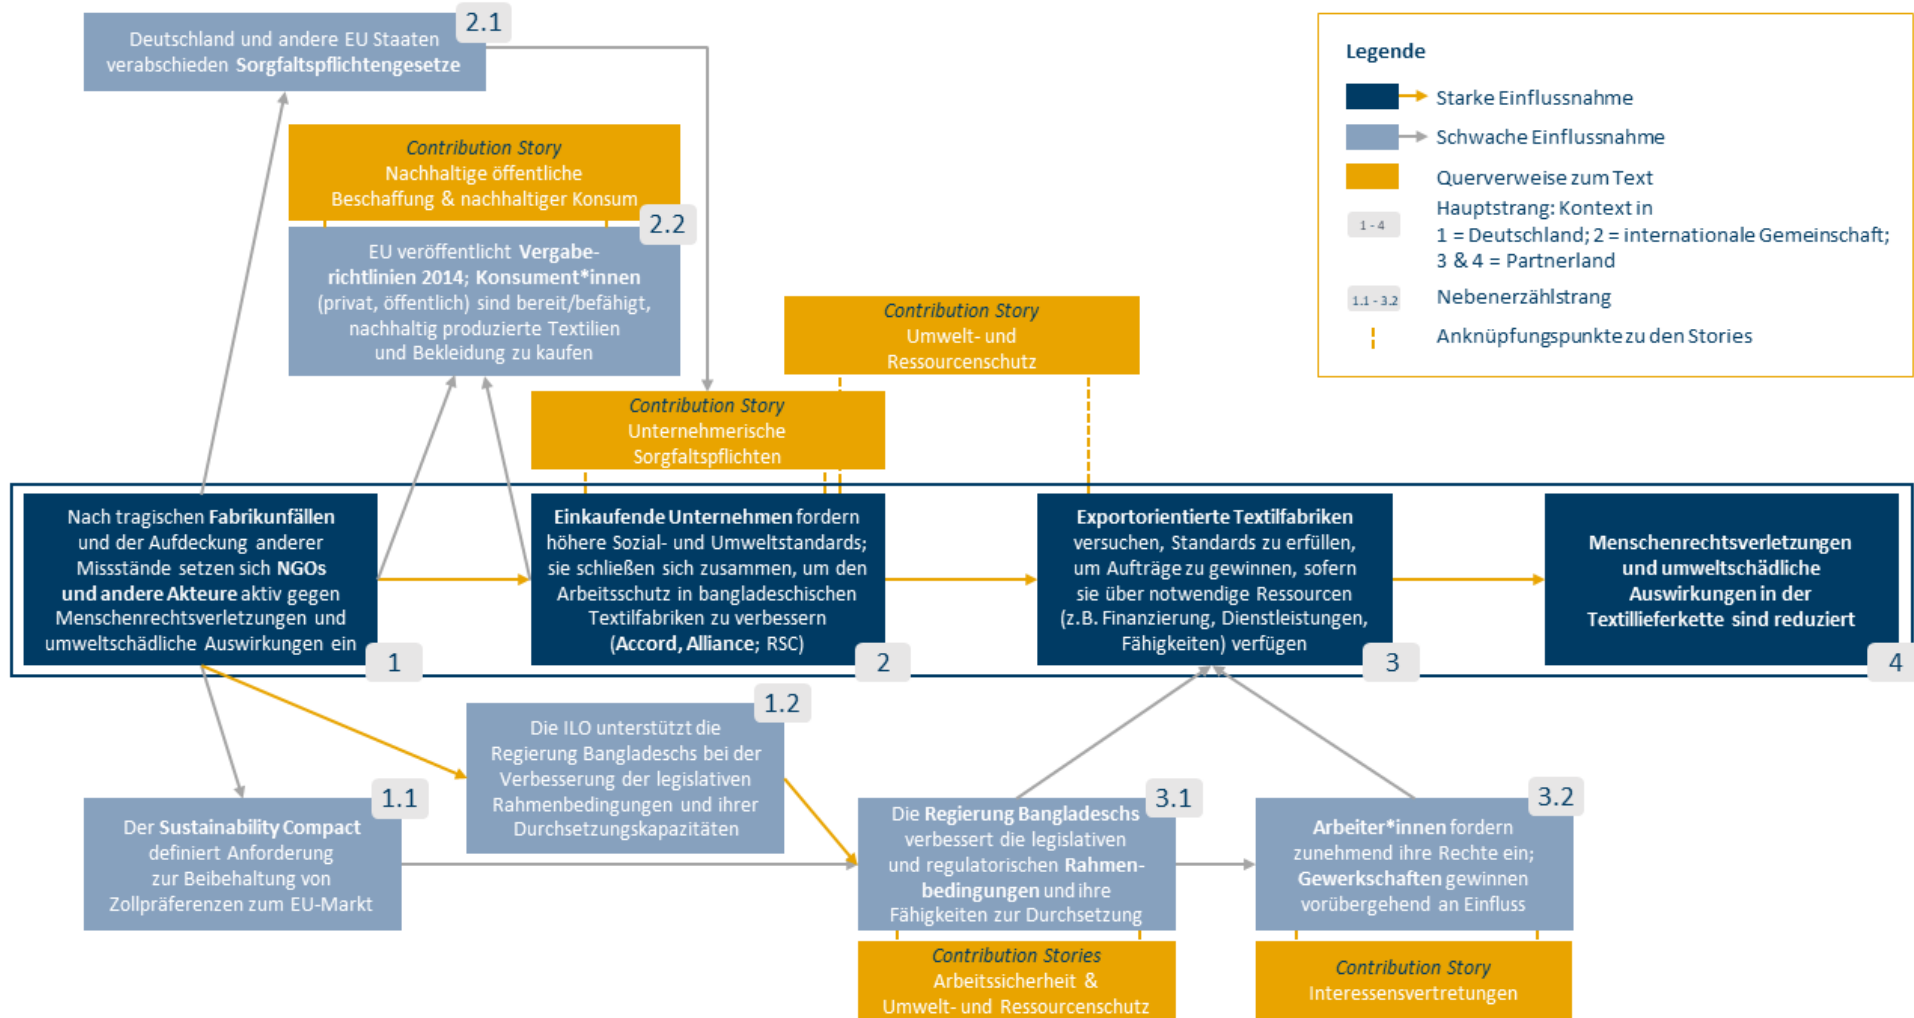 2.1
Deutschland und andere EU Staaten
verabschieden Sorgfaltspflichtengesetze
Contribution Story
Nachhaltige öffentliche
Beschaffung & nachhaltiger Konsum
2.2
EU veröffentlicht Vergabe-
richtlinien 2014; Konsument*innen
(privat, öffentlich) sind bereit/befähigt,
nachhaltig produzierte Textilien
und Bekleidung zu kaufen
Contribution Story
Umwelt- und
Ressourcenschutz
Contribution Story
Unternehmerische
Sorgfaltspflichten
Legende
Starke Einflussnahme
Schwache Einflussnahme
Querverweise zum Text
1 - 4
Hauptstrang: Kontext in
1 = Deutschland; 2 = internationale Gemeinschaft;
3 & 4 = Partnerland
1.1 - 3.2
Nebenerzählstrang
Anknüpfungspunkte zu den Stories
Nach tragischen Fabrikunfällen
und der Aufdeckung anderer
Missstände setzen sich NGOs
und andere Akteure aktiv gegen
Menschenrechtsverletzungen und
umweltschädliche Auswirkungen ein
1
Einkaufende Unternehmen fordern
höhere Sozial- und Umweltstandards;
sie schließen sich zusammen, um den
Arbeitsschutz in bangladeschischen
Textilfabriken zu verbessern
(Accord, Alliance; RSC)
2
Exportorientierte Textilfabriken
versuchen, Standards zu erfüllen,
um Aufträge zu gewinnen, sofern
sie über notwendige Ressourcen
(z.B. Finanzierung, Dienstleistungen,
Fähigkeiten) verfügen
3
Menschenrechtsverletzungen
und umweltschädliche
Auswirkungen in der
Textillieferkette sind reduziert
4
1.2
Die ILO unterstützt die
Regierung Bangladeschs bei der
Verbesserung der legislativen
Rahmenbedingungen und ihrer
Durchsetzungskapazitäten
1.1
Der Sustainability Compact
definiert Anforderung
zur Beibehaltung von
Zollpräferenzen zum EU-Markt
3.1
Die Regierung Bangladeschs
verbessert die legislativen
und regulatorischen Rahmen-
bedingungen und ihre
Fähigkeiten zur Durchsetzung
Contribution Stories
Arbeitssicherheit &
Umwelt- und Ressourcenschutz
3.2
Arbeiter*innen fordern
zunehmend ihre Rechte ein;
Gewerkschaften gewinnen
vorübergehend an Einfluss
Contribution Story
Interessensvertretungen